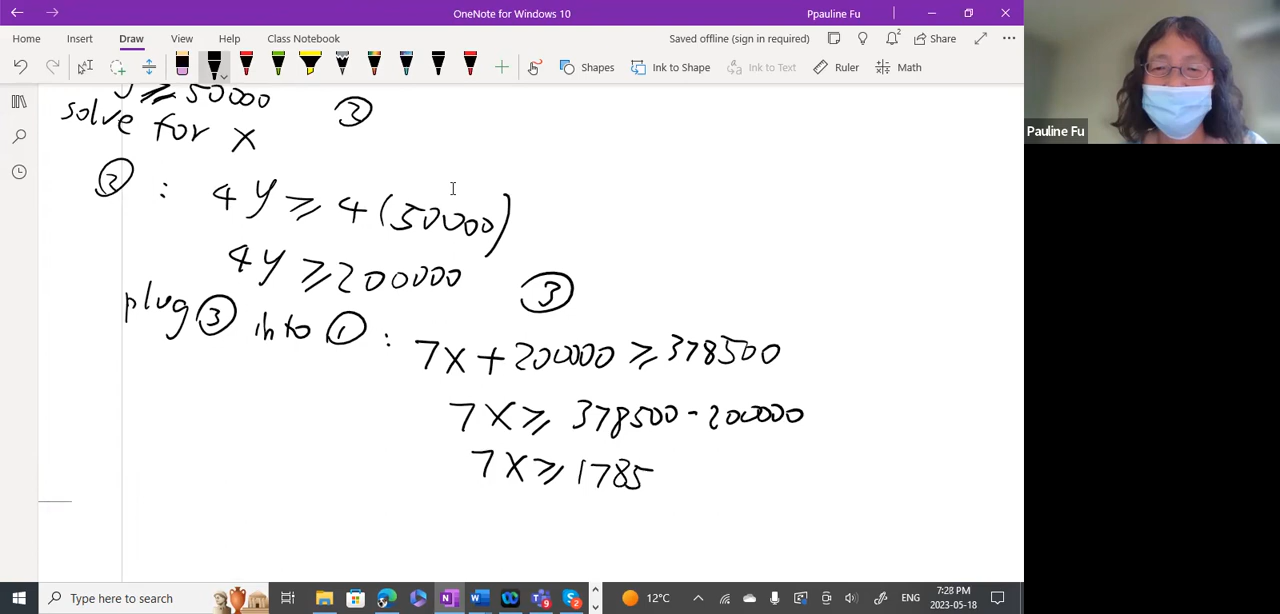 OneNote for Windows 10
Ppauline Fu
Home Insert Draw View Help Class Notebook
Saved offline (sign in required)
Share
Shapes Ink to Shape Ink to Text Ruler Math
y ≥ 50000 ③
solve for x
② : 4y ≥ 4(50000)
4y ≥ 200000 ③
plug ③ into ① :
7x + 200000 ≥ 378500
7x ≥ 378500 - 200000
7x ≥ 1785
Pauline Fu
Type here to search
12°C
ENG
7:28 PM
2023-05-18